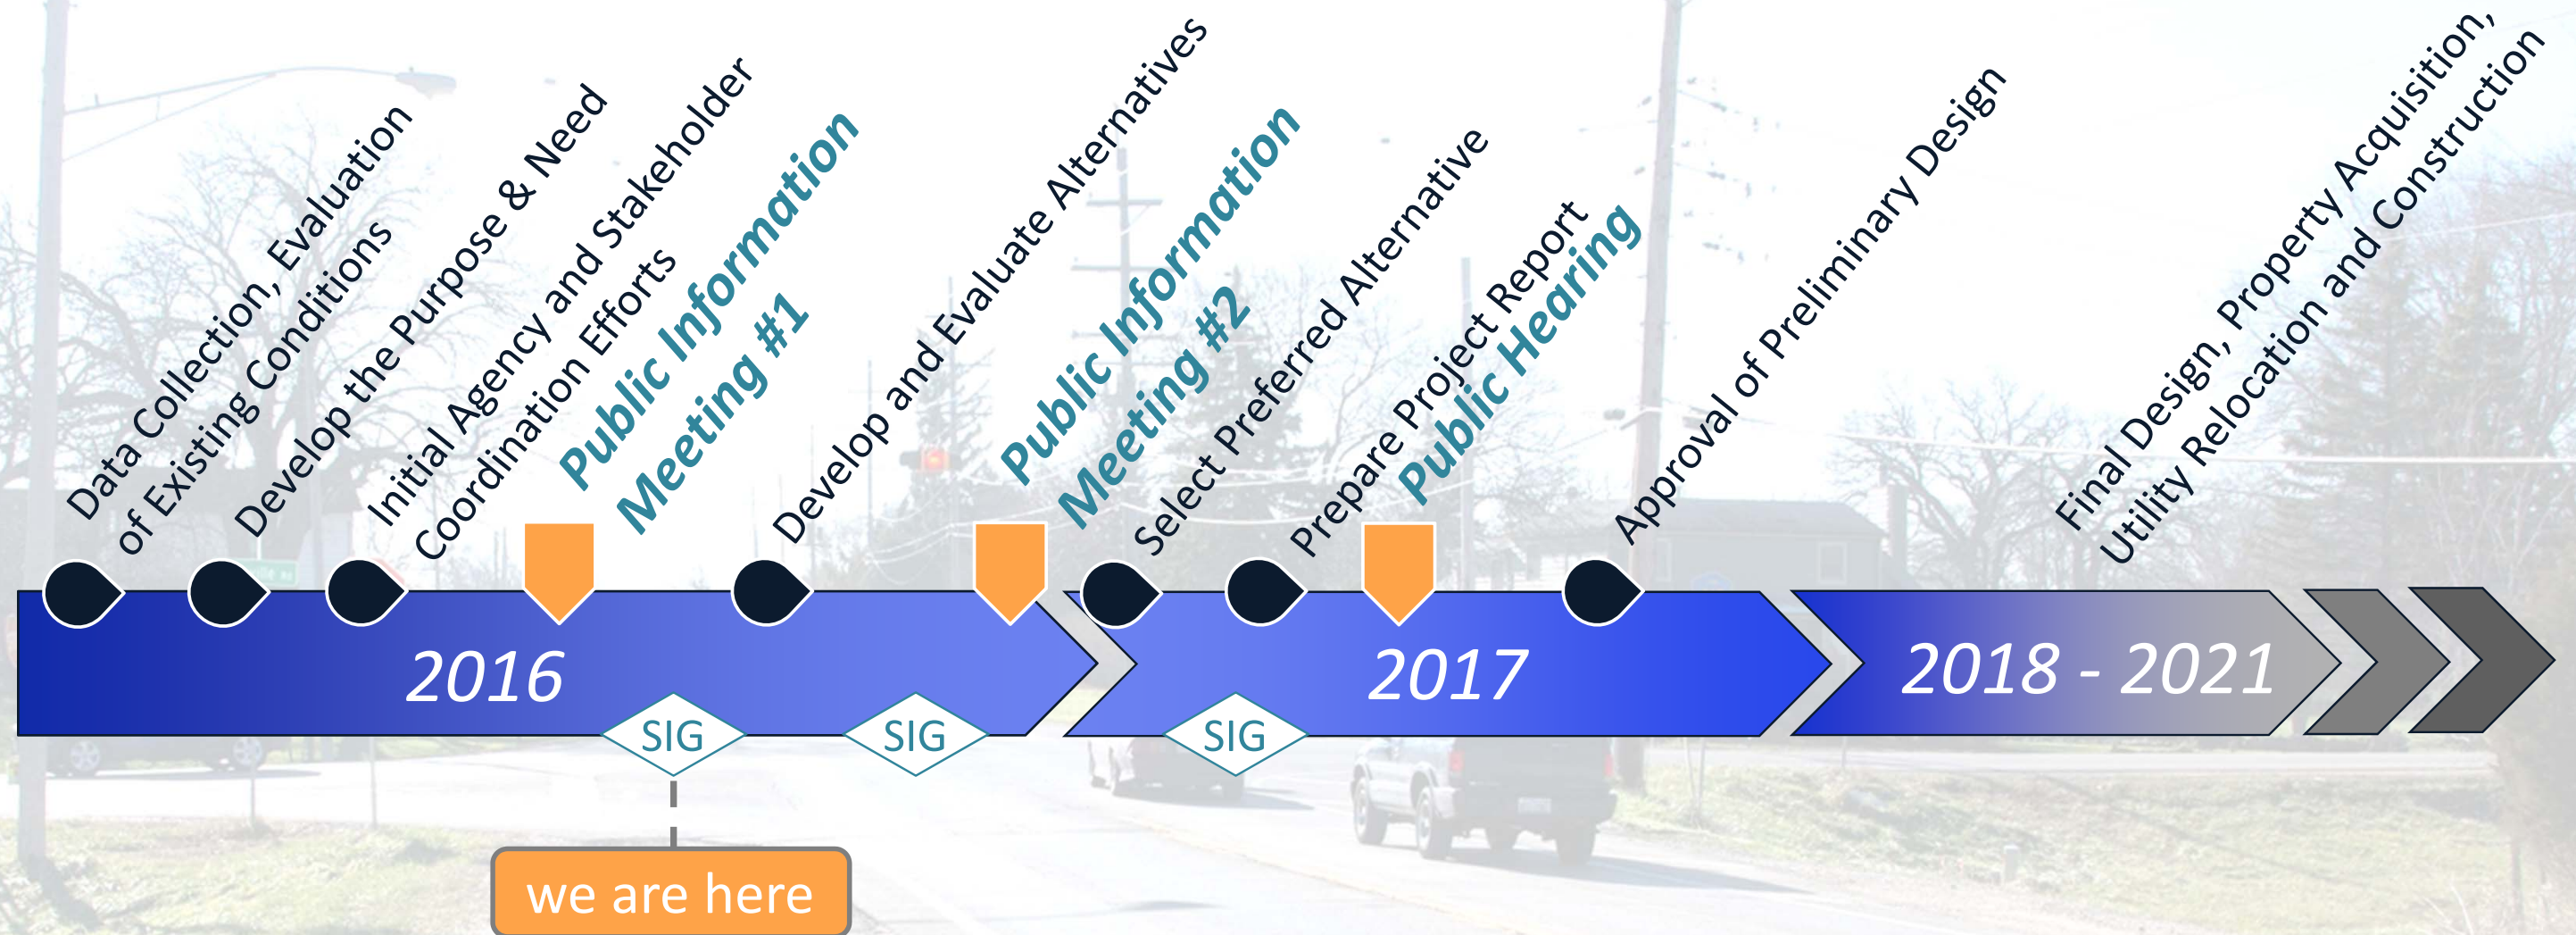 Data Collection, Evaluation
of Existing Conditions
Develop the Purpose & Need
Initial Agency and Stakeholder
Coordination Efforts
Public Information
Meeting #1
Develop and Evaluate Alternatives
Public Information
Meeting #2
Select Preferred Alternative
Prepare Project Report
Public Hearing
Approval of Preliminary Design
Final Design, Property Acquisition,
Utility Relocation and Construction
2016
2017
2018 - 2021
SIG
SIG
SIG
we are here